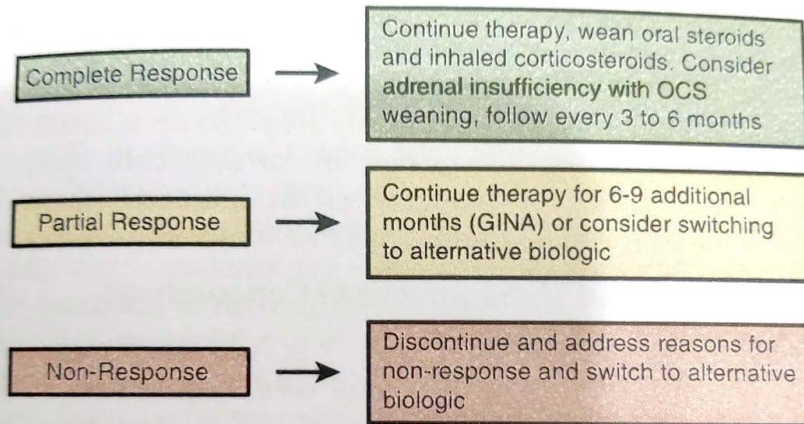 Complete Response
Continue therapy, wean oral steroids
and inhaled corticosteroids. Consider
adrenal insufficiency with OCS
weaning, follow every 3 to 6 months
Partial Response
Continue therapy for 6-9 additional
months (GINA) or consider switching
to alternative biologic
Non-Response
Discontinue and address reasons for
non-response and switch to alternative
biologic